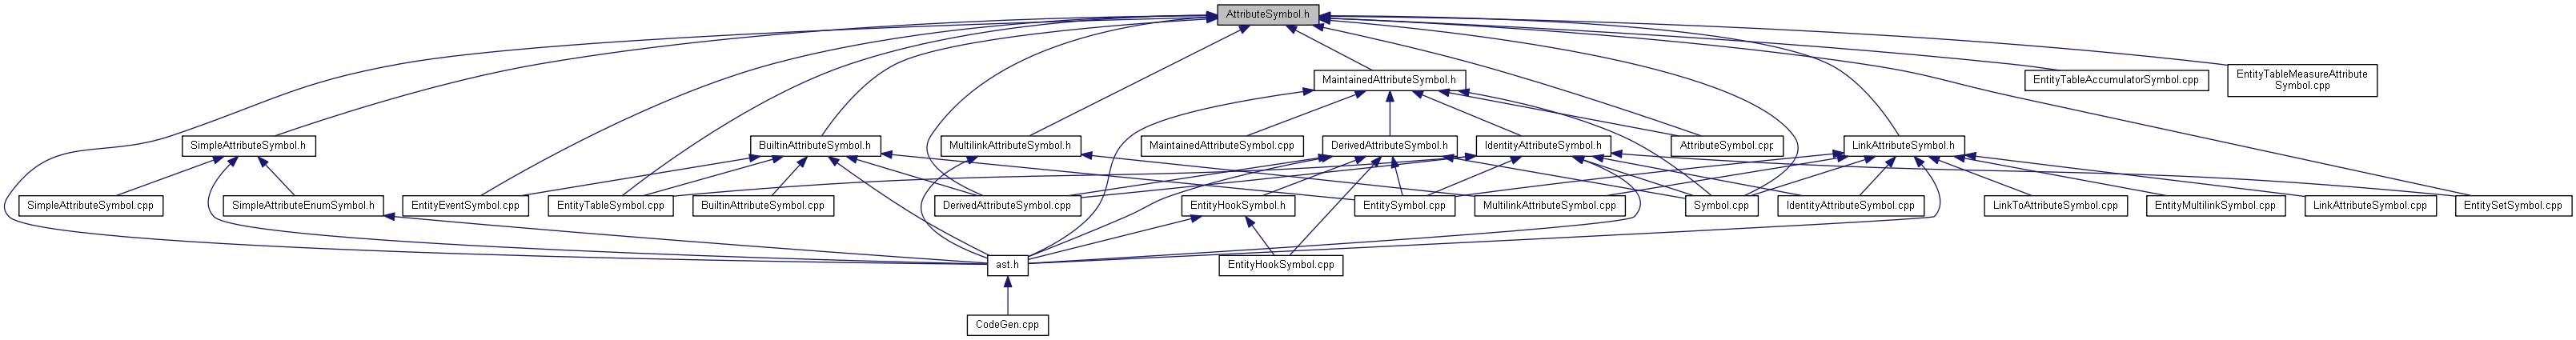 AttributeSymbol.h
MaintainedAttributeSymbol.h
EntityTableAccumulatorSymbol.cpp
EntityTableMeasureAttribute
Symbol.cpp
SimpleAttributeSymbol.h
BuiltinAttributeSymbol.h
MultilinkAttributeSymbol.h
MaintainedAttributeSymbol.cpp
DerivedAttributeSymbol.h
IdentityAttributeSymbol.h
AttributeSymbol.cpp
LinkAttributeSymbol.h
SimpleAttributeSymbol.cpp
SimpleAttributeEnumSymbol.h
EntityEventSymbol.cpp
EntityTableSymbol.cpp
BuiltinAttributeSymbol.cpp
DerivedAttributeSymbol.cpp
EntityHookSymbol.h
EntitySymbol.cpp
MultilinkAttributeSymbol.cpp
Symbol.cpp
IdentityAttributeSymbol.cpp
LinkToAttributeSymbol.cpp
EntityMultilinkSymbol.cpp
LinkAttributeSymbol.cpp
EntitySetSymbol.cpp
ast.h
EntityHookSymbol.cpp
CodeGen.cpp